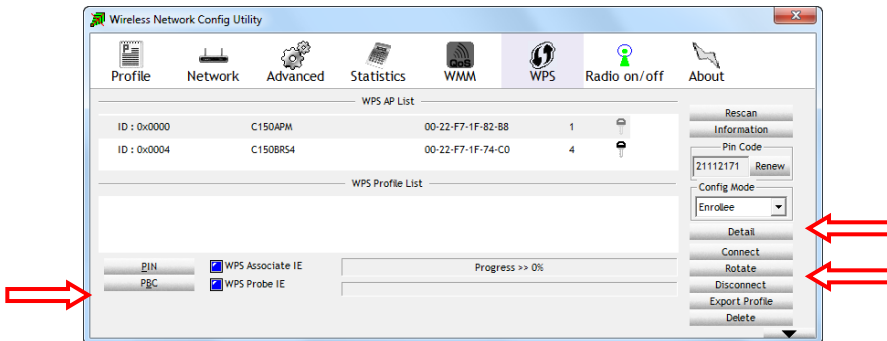 Wireless Network Config Utility
Profile Network Advanced Statistics QoS WMM WPS Radio on/off About
WPS AP List
ID : 0x0000 C150APM 00-22-F7-1F-82-B8 1
ID : 0x0004 C150BRS4 00-22-F7-1F-74-C0 4
WPS Profile List
PIN WPS Associate IE Progress >> 0%
PBC WPS Probe IE
Rescan
Information
Pin Code
21112171 Renew
Config Mode
Enrollee
Detail
Connect
Rotate
Disconnect
Export Profile
Delete